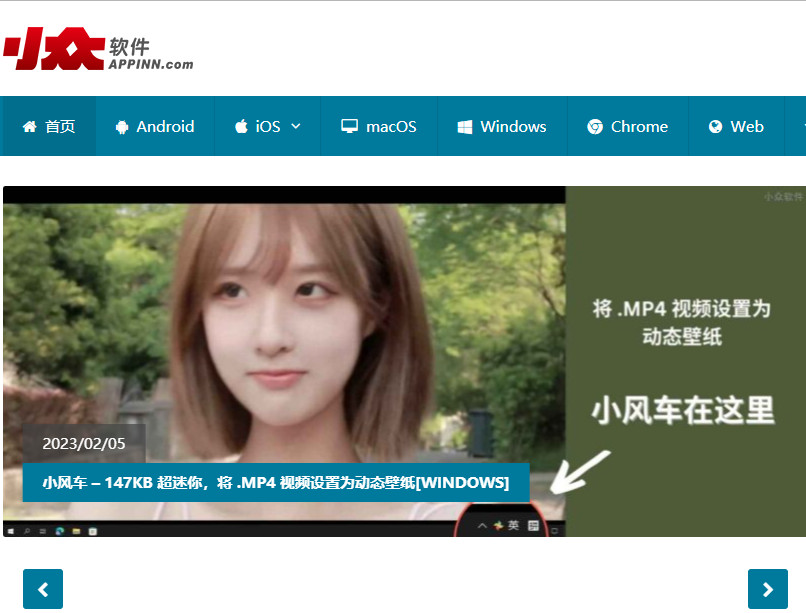 小众软件
APPINN.com
首页
Android
iOS
macOS
Windows
Chrome
Web
小众软件
将 .MP4 视频设置为
动态壁纸
小风车在这里
2023/02/05
小风车 – 147KB 超迷你，将 .MP4 视频设置为动态壁纸[WINDOWS]
英